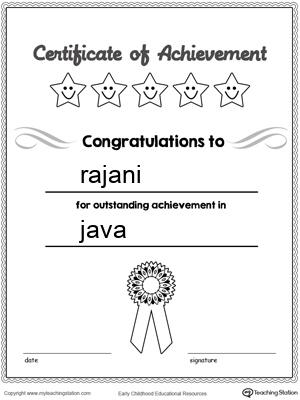 Certificate of Achievement
Congratulations to
rajani
for outstanding achievement in
java
date signature
Copyright www.myteachingstation.com Early Childhood Educational Resources My Teaching Station